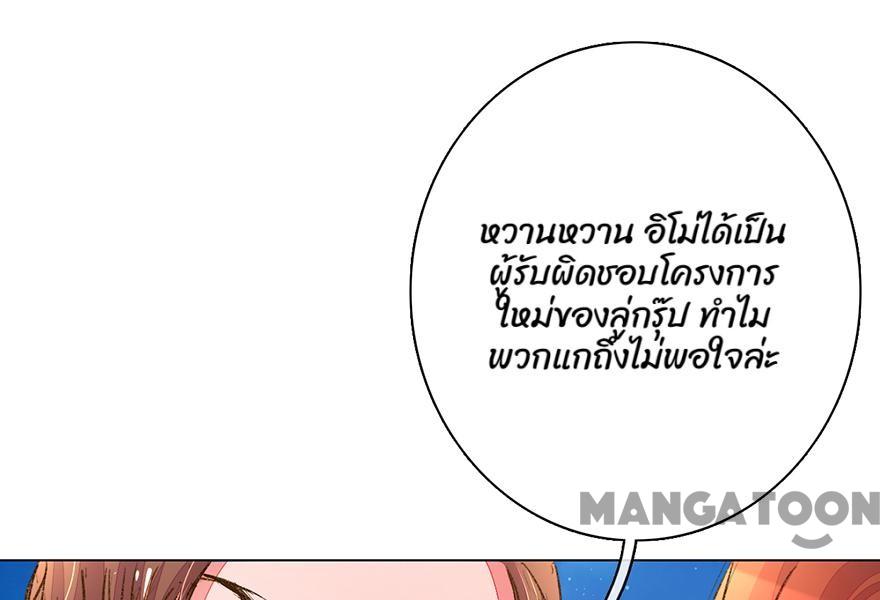 หวานหวาน อิโม่ได้เป็น
ผู้รับผิดชอบโครงการ
ใหม่ของลู่กรุ๊ป ทำไม
พวกแกถึงไม่พอใจล่ะ
MANGATOON